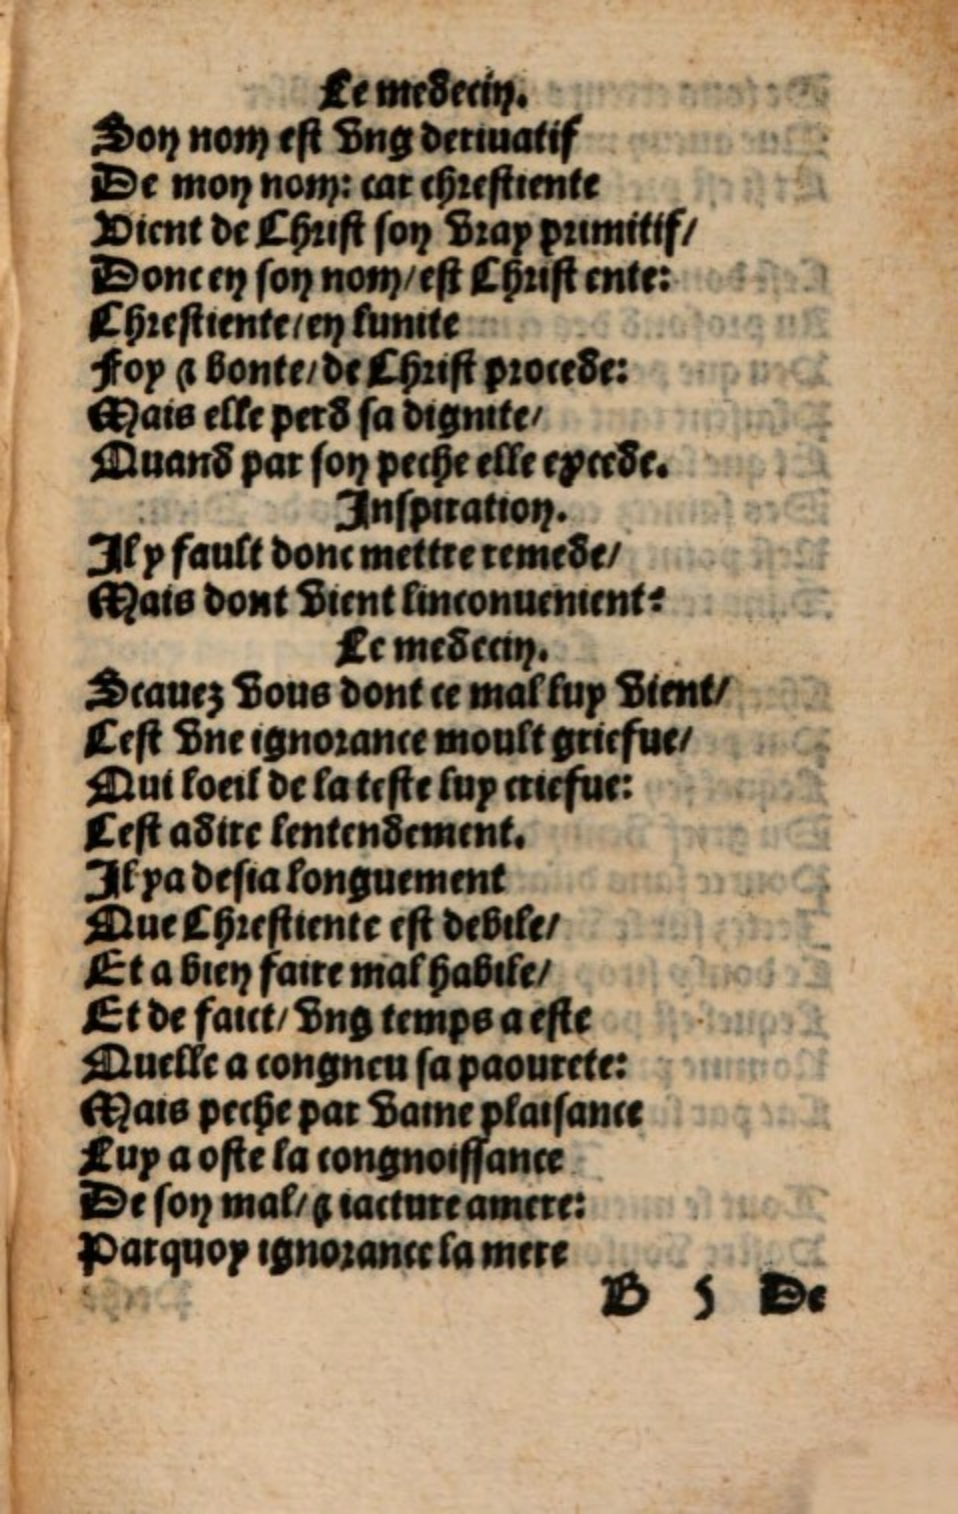 Le medecin.
Son nom est vng deriuatif
De mon nom: car chrestiente
Vient de Christ son vray primitif/
Donc en son nom/est Christ ente:
Chrestiente/en lunite
Foy & bonte/de Christ procede:
Mais elle perd sa dignite/
Quand par son peche elle excede.
Inspiration.
Il y fault donc mettre remede/
Mais dont vient linconuenient?
Le medecin.
Scauez vous dont ce mal luy vient/
Cest vne ignorance moult griefue/
Qui loeil de la teste luy criefue:
Cest adire lentendement.
Il ya desia longuement
Que Chrestiente est debile/
Et a bien faire mal habile/
Et de faict/vng temps a este
Quelle a congneu sa paourete:
Mais peche par vaine plaisance
Luy a oste la congnoissance
De son mal/& iacture amere:
Parquoy ignorance la mere
B 5 De